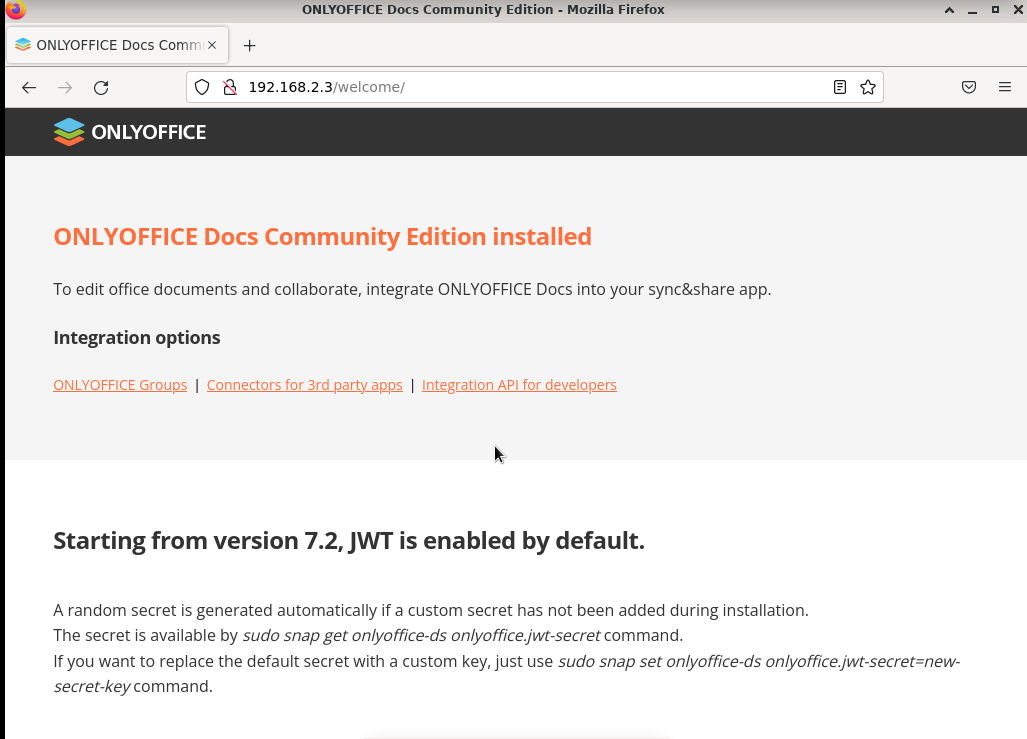 ONLYOFFICE Docs Community Edition - Mozilla Firefox
ONLYOFFICE Docs Comm
192.168.2.3/welcome/
ONLYOFFICE
ONLYOFFICE Docs Community Edition installed
To edit office documents and collaborate, integrate ONLYOFFICE Docs into your sync&share app.
Integration options
ONLYOFFICE Groups | Connectors for 3rd party apps | Integration API for developers
Starting from version 7.2, JWT is enabled by default.
A random secret is generated automatically if a custom secret has not been added during installation.
The secret is available by sudo snap get onlyoffice-ds onlyoffice.jwt-secret command.
If you want to replace the default secret with a custom key, just use sudo snap set onlyoffice-ds onlyoffice.jwt-secret=new-
secret-key command.